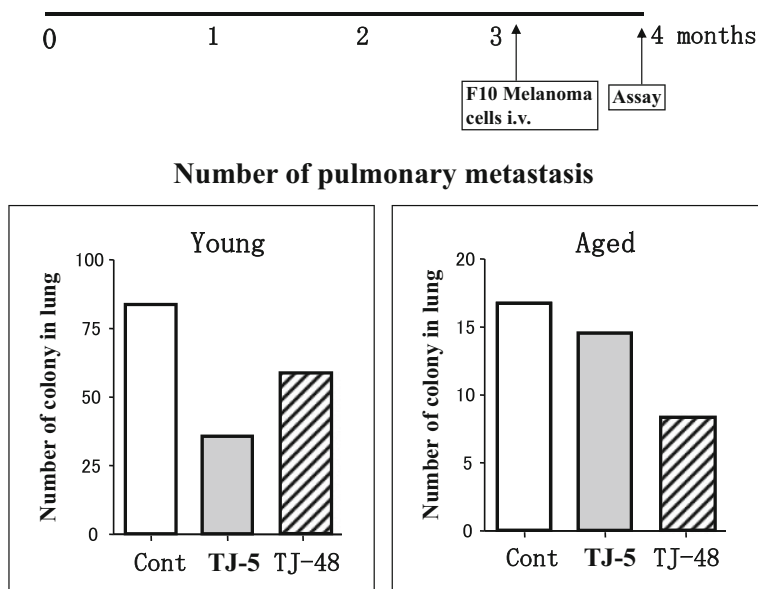 0 1 2 3 4 months
F10 Melanoma
cells i.v.
Assay
Number of pulmonary metastasis
Young
Number of colony in lung
100
75
50
25
0
Cont TJ-5 TJ-48
Aged
Number of colony in lung
20
15
10
5
0
Cont TJ-5 TJ-48